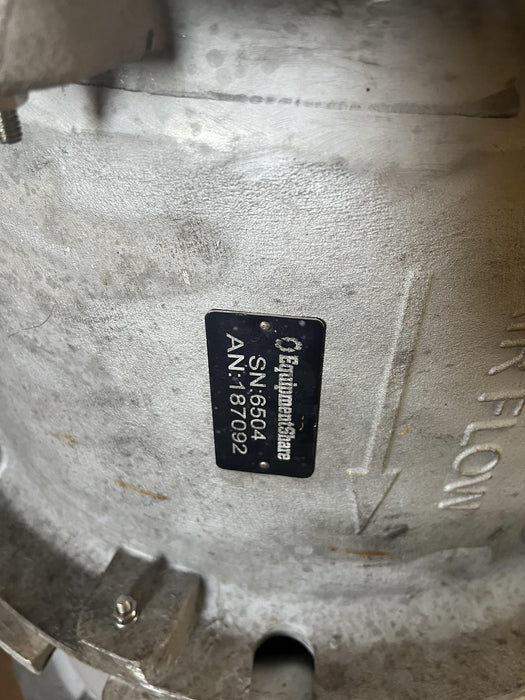 EquipmentShare
SN:6504
AN:187092
AIR FLOW